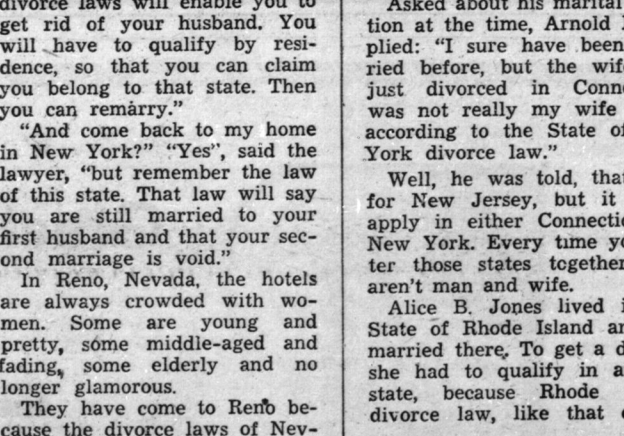 divorce laws will enable you to
get rid of your husband. You
will have to qualify by resi-
dence, so that you can claim
you belong to that state. Then
you can remarry.”
“And come back to my home
in New York?” “Yes”, said the
lawyer, “but remember the law
of this state. That law will say
you are still married to your
first husband and that your sec-
ond marriage is void.”
In Reno, Nevada, the hotels
are always crowded with wo-
men. Some are young and
pretty, some middle-aged and
fading, some elderly and no
longer glamorous.
They have come to Reno be-
cause the divorce laws of Nev-
Asked about his marital
tion at the time, Arnold
plied: “I sure have been
ried before, but the wif
just divorced in Conn
was not really my wife
according to the State of
York divorce law.”
Well, he was told, tha
for New Jersey, but it
apply in either Connectic
New York. Every time yo
ter those states together
aren’t man and wife.
Alice B. Jones lived i
State of Rhode Island a
married there. To get a d
she had to qualify in a
state, because Rhode
divorce law, like that